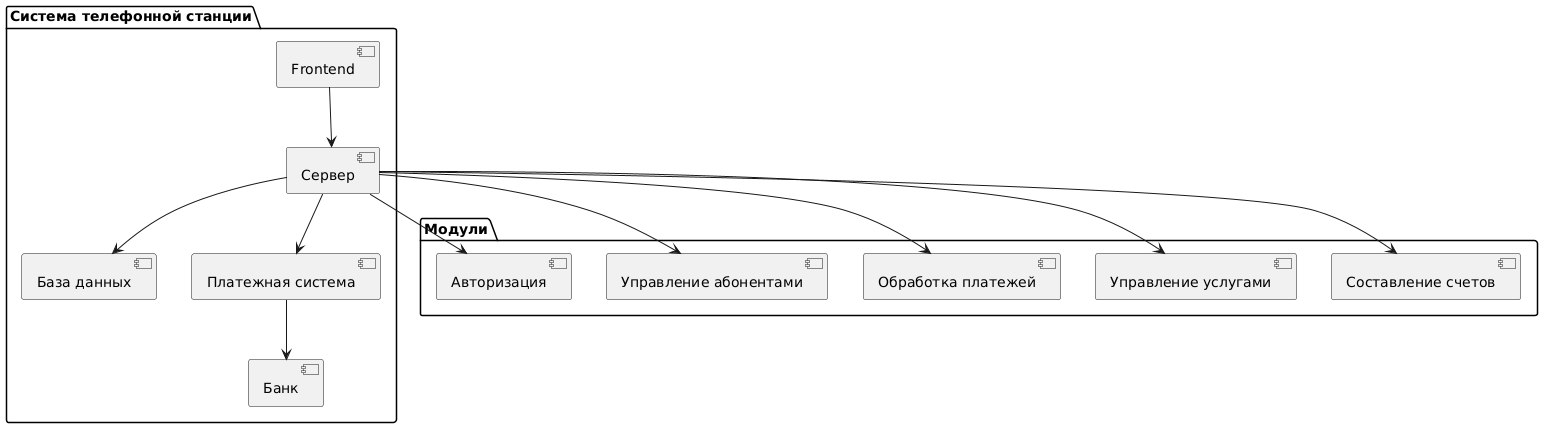 Система телефонной станции
Frontend
Сервер
Модули
База данных
Платежная система
Авторизация
Управление абонентами
Обработка платежей
Управление услугами
Составление счетов
Банк